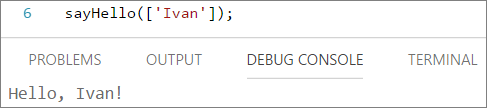 6 sayHello(['Ivan']);
PROBLEMS OUTPUT DEBUG CONSOLE TERMINAL
Hello, Ivan!